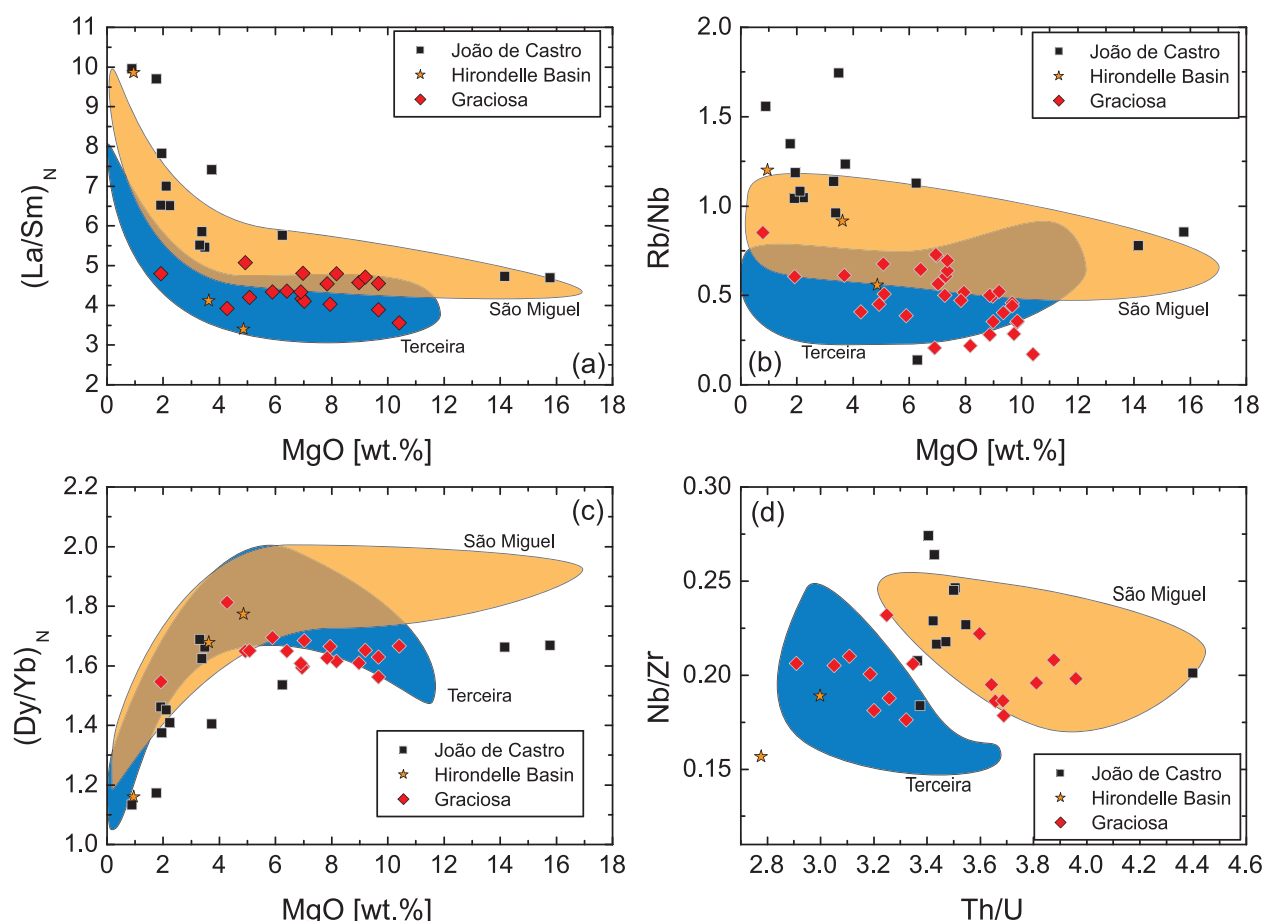 11
10
9
8
7
6
5
4
3
2
(La/Sm)N
João de Castro
Hirondelle Basin
Graciosa
São Miguel
Terceira
(a)
0 2 4 6 8 10 12 14 16 18
MgO [wt.%]
2.0
1.5
1.0
0.5
0.0
Rb/Nb
João de Castro
Hirondelle Basin
Graciosa
São Miguel
Terceira
(b)
0 2 4 6 8 10 12 14 16 18
MgO [wt.%]
2.2
2.0
1.8
1.6
1.4
1.2
1.0
(Dy/Yb)N
(c)
São Miguel
Terceira
João de Castro
Hirondelle Basin
Graciosa
0 2 4 6 8 10 12 14 16 18
MgO [wt.%]
0.30
0.25
0.20
0.15
Nb/Zr
(d)
São Miguel
Terceira
João de Castro
Hirondelle Basin
Graciosa
2.8 3.0 3.2 3.4 3.6 3.8 4.0 4.2 4.4 4.6
Th/U